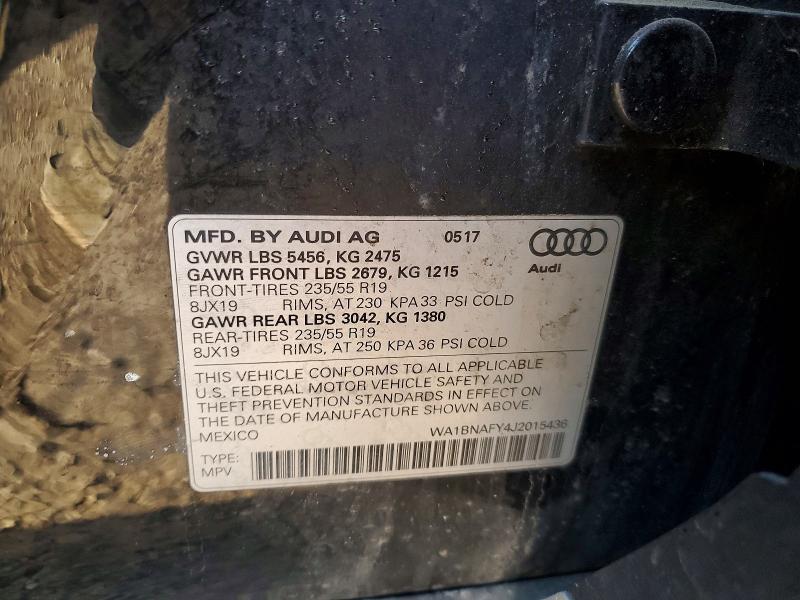 MFD. BY AUDI AG 0517
GVWR LBS 5456, KG 2475
GAWR FRONT LBS 2679, KG 1215
FRONT-TIRES 235/55 R19
8JX19 RIMS, AT 230 KPA 33 PSI COLD
GAWR REAR LBS 3042, KG 1380
REAR-TIRES 235/55 R19
8JX19 RIMS, AT 250 KPA 36 PSI COLD
Audi
THIS VEHICLE CONFORMS TO ALL APPLICABLE
U.S. FEDERAL MOTOR VEHICLE SAFETY AND
THEFT PREVENTION STANDARDS IN EFFECT ON
THE DATE OF MANUFACTURE SHOWN ABOVE.
MEXICO WA1BNAFY4J2015436
TYPE:
MPV